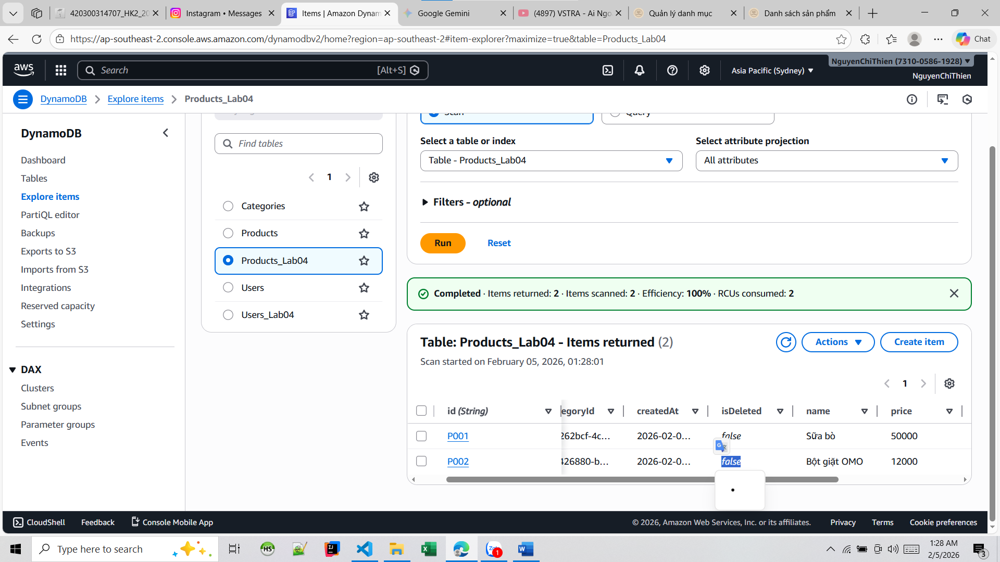 420300314707_HK2_20
Instagram • Messages
Items | Amazon Dynam
Google Gemini
(4897) VSTRA - Ai Ngo
Quản lý danh mục
Danh sách sản phẩm
https://ap-southeast-2.console.aws.amazon.com/dynamodbv2/home?region=ap-southeast-2#item-explorer?maximize=true&table=Products_Lab04
Chat
aws
Search
[Alt+S]
Asia Pacific (Sydney)
NguyenChiThien (7310-0586-1928)
NguyenChiThien
DynamoDB
Explore items
Products_Lab04
DynamoDB
Dashboard
Tables
Explore items
PartiQL editor
Backups
Exports to S3
Imports from S3
Integrations
Reserved capacity
Settings
DAX
Clusters
Subnet groups
Parameter groups
Events
Find tables
1
Categories
Products
Products_Lab04
Users
Users_Lab04
Scan
Query
Select a table or index
Select attribute projection
Table - Products_Lab04
All attributes
Filters - optional
Run
Reset
Completed · Items returned: 2 · Items scanned: 2 · Efficiency: 100% · RCUs consumed: 2
Table: Products_Lab04 - Items returned (2)
Actions
Create item
Scan started on February 05, 2026, 01:28:01
1
id (String)
egoryId
createdAt
isDeleted
name
price
P001
262bcf-4c...
2026-02-0...
false
Sữa bò
50000
P002
426880-b...
2026-02-0...
false
Bột giặt OMO
12000
CloudShell
Feedback
Console Mobile App
© 2026, Amazon Web Services, Inc. or its affiliates.
Privacy
Terms
Cookie preferences
Type here to search
HS
IJ
1
1:28 AM
2/5/2026
3